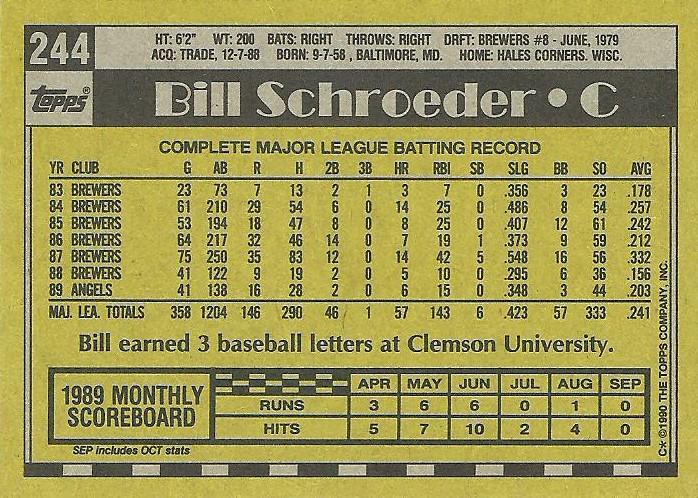 244
HT: 6'2" WT: 200 BATS: RIGHT THROWS: RIGHT DRFT: BREWERS #8 - JUNE, 1979
ACQ: TRADE, 12-7-88 BORN: 9-7-58, BALTIMORE, MD. HOME: HALES CORNERS. WISC.
topps®
Bill Schroeder • C
COMPLETE MAJOR LEAGUE BATTING RECORD
YR CLUB G AB R H 2B 3B HR RBI SB SLG BB SO AVG
83 BREWERS 23 73 7 13 2 1 3 7 0 .356 3 23 .178
84 BREWERS 61 210 29 54 6 0 14 25 0 .486 8 54 .257
85 BREWERS 53 194 18 47 8 0 8 25 0 .407 12 61 .242
86 BREWERS 64 217 32 46 14 0 7 19 1 .373 9 59 .212
87 BREWERS 75 250 35 83 12 0 14 42 5 .548 16 56 .332
88 BREWERS 41 122 9 19 2 0 5 10 0 .295 6 36 .156
89 ANGELS 41 138 16 28 2 0 6 15 0 .348 3 44 .203
MAJ. LEA. TOTALS 358 1204 146 290 46 1 57 143 6 .423 57 333 .241
Bill earned 3 baseball letters at Clemson University.
1989 MONTHLY SCOREBOARD
APR MAY JUN JUL AUG SEP
RUNS 3 6 6 0 1 0
HITS 5 7 10 2 4 0
SEP includes OCT stats
C* ©1990 THE TOPPS COMPANY, INC.